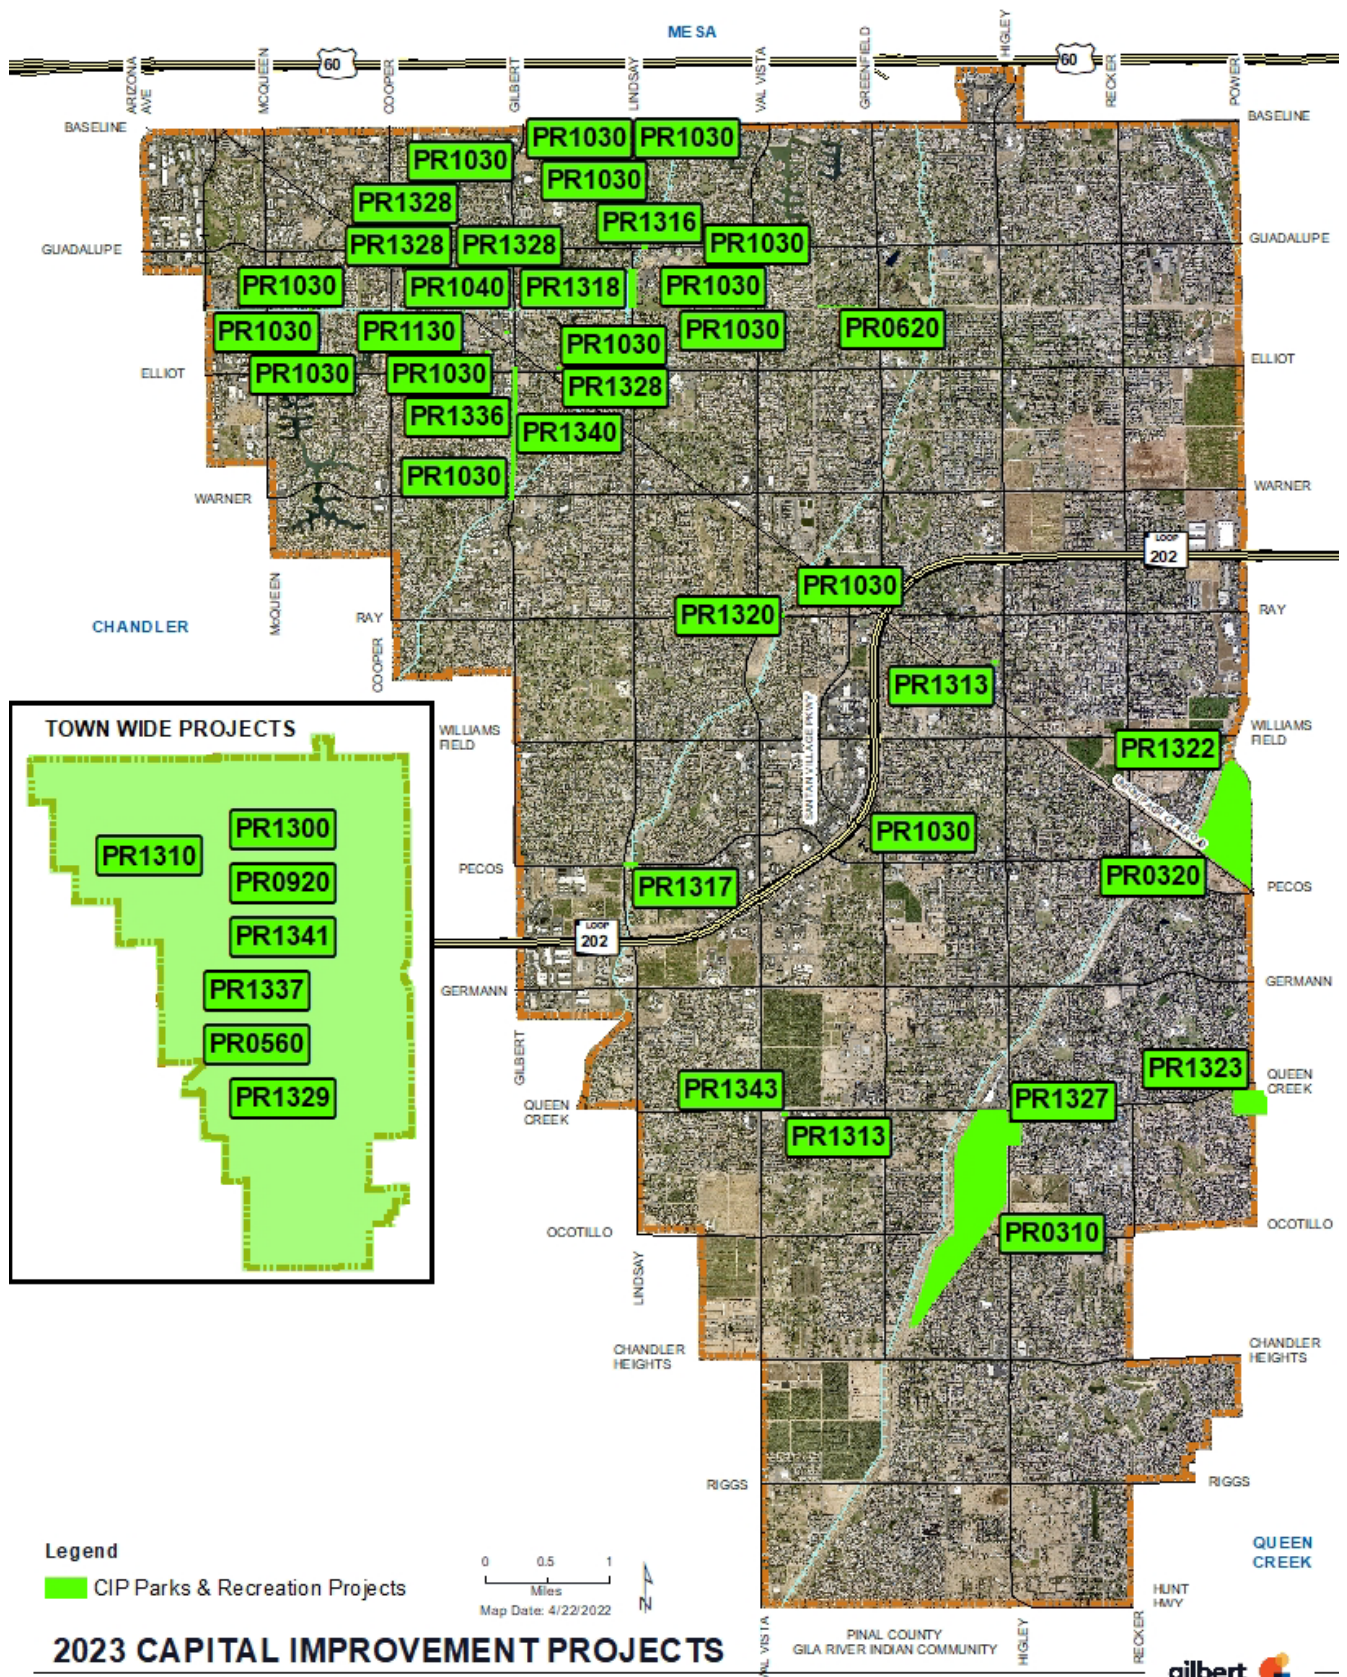 MESA
ARIZONA AVE
MCQUEEN
60
COOPER
GILBERT
LINDSAY
VAL VISTA
GREENFIELD
HIGLEY
60
RECKER
POWER
BASELINE
BASELINE
PR1030
PR1030
PR1030
PR1030
PR1328
PR1316
GUADALUPE
PR1328
PR1328
PR1030
GUADALUPE
PR1030
PR1040
PR1318
PR1030
PR1030
PR1130
PR1030
PR1030
PR0620
ELLIOT
PR1030
PR1030
PR1328
ELLIOT
PR1336
PR1340
PR1030
WARNER
WARNER
LOOP
202
McQUEEN
PR1030
CHANDLER
RAY
PR1320
RAY
COOPER
PR1313
SANTAN VILLAGE PKWY
TOWN WIDE PROJECTS
WILLIAMS
FIELD
PR1322
WILLIAMS
FIELD
PR1300
PR1310
PR1030
PR0920
PECOS
PR1317
PR0320
PECOS
PR1341
LOOP
202
PR1337
GERMANN
GERMANN
PR0560
GILBERT
PR1323
QUEEN
CREEK
PR1329
QUEEN
CREEK
PR1343
PR1327
PR1313
OCOTILLO
PR0310
OCOTILLO
LINDSAY
CHANDLER
HEIGHTS
CHANDLER
HEIGHTS
RIGGS
RIGGS
Legend
CIP Parks & Recreation Projects
0 0.5 1
Miles
Map Date: 4/22/2022
N
QUEEN
CREEK
HUNT
HWY
2023 CAPITAL IMPROVEMENT PROJECTS
VAL VISTA
PINAL COUNTY
GILA RIVER INDIAN COMMUNITY
HIGLEY
RECKER
gilbert